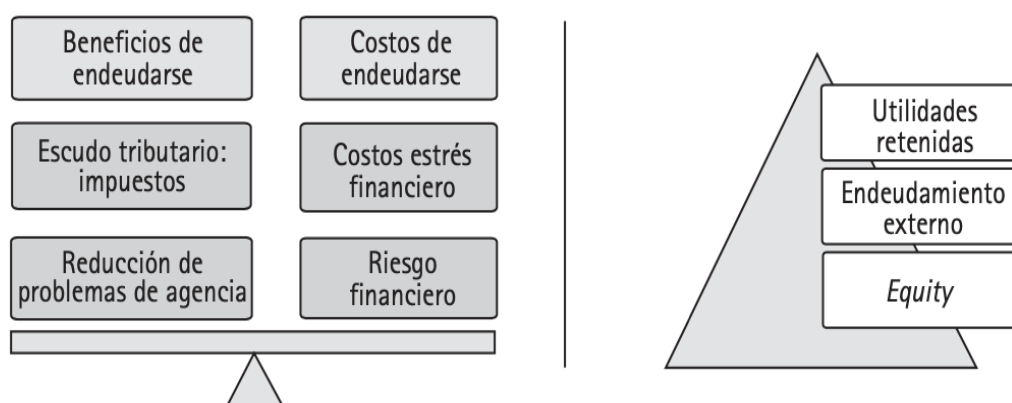 Beneficios de
endeudarse
Costos de
endeudarse
Escudo tributario:
impuestos
Costos estrés
financiero
Reducción de
problemas de agencia
Riesgo
financiero
Utilidades
retenidas
Endeudamiento
externo
Equity